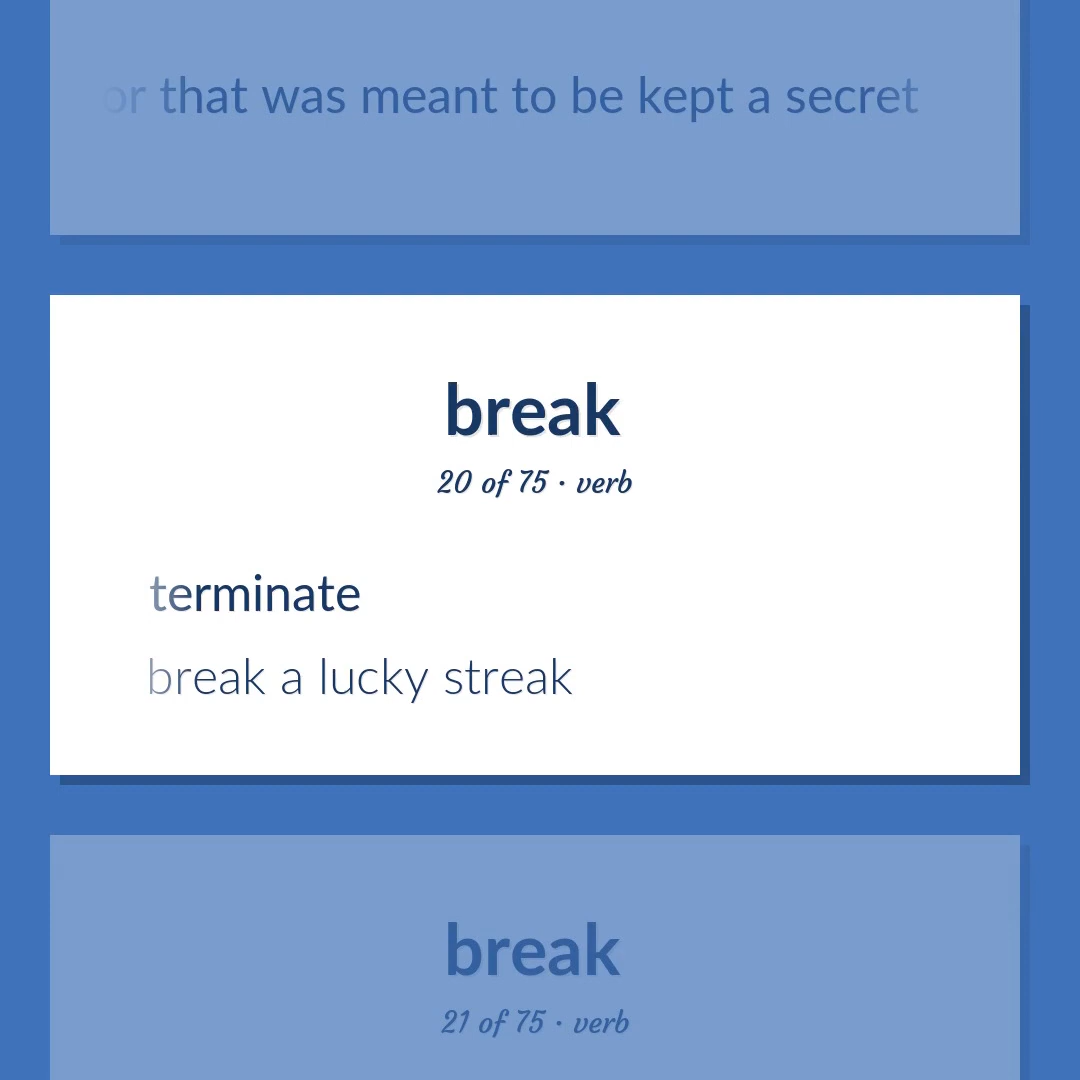 or that was meant to be kept a secret
break
20 of 75 · verb
terminate
break a lucky streak
break
21 of 75 · verb